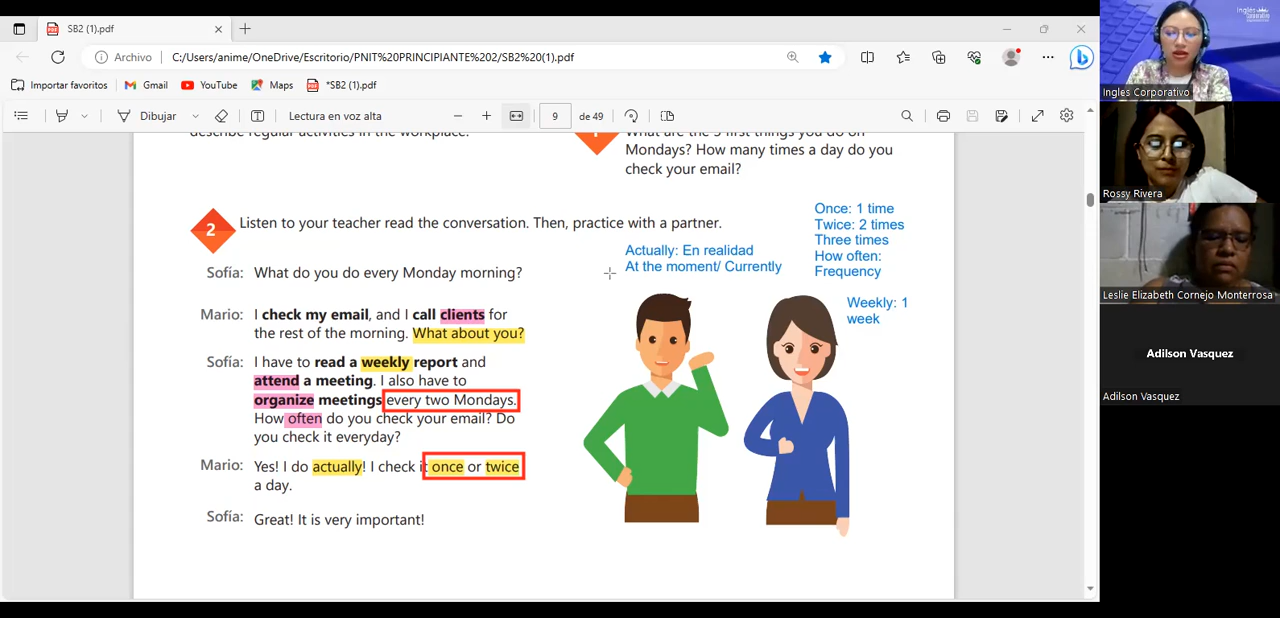 SB2 (1).pdf
Archivo
C:/Users/anime/OneDrive/Escritorio/PNIT%20PRINCIPIANTE%202/SB2%20(1).pdf
Importar favoritos
Gmail
YouTube
Maps
*SB2 (1).pdf
Dibujar
Lectura en voz alta
9
de 49
describe regular activities in the workplace.
1
What are the 3 first things you do on
Mondays? How many times a day do you
check your email?
2
Listen to your teacher read the conversation. Then, practice with a partner.
Sofía: What do you do every Monday morning?
Mario: I check my email, and I call clients for
the rest of the morning. What about you?
Sofía: I have to read a weekly report and
attend a meeting. I also have to
organize meetings every two Mondays.
How often do you check your email? Do
you check it everyday?
Mario: Yes! I do actually! I check it once or twice
a day.
Sofía: Great! It is very important!
Actually: En realidad
At the moment/ Currently
Once: 1 time
Twice: 2 times
Three times
How often:
Frequency
Weekly: 1
week
Ingles Corporativo
Rossy Rivera
Leslie Elizabeth Cornejo Monterrosa
Adilson Vasquez
Adilson Vasquez